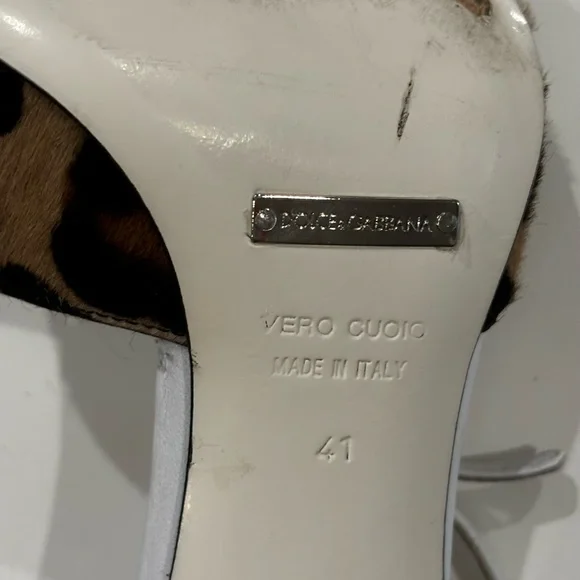 DOLCE & GABBANA
VERO CUOIO
MADE IN ITALY
41